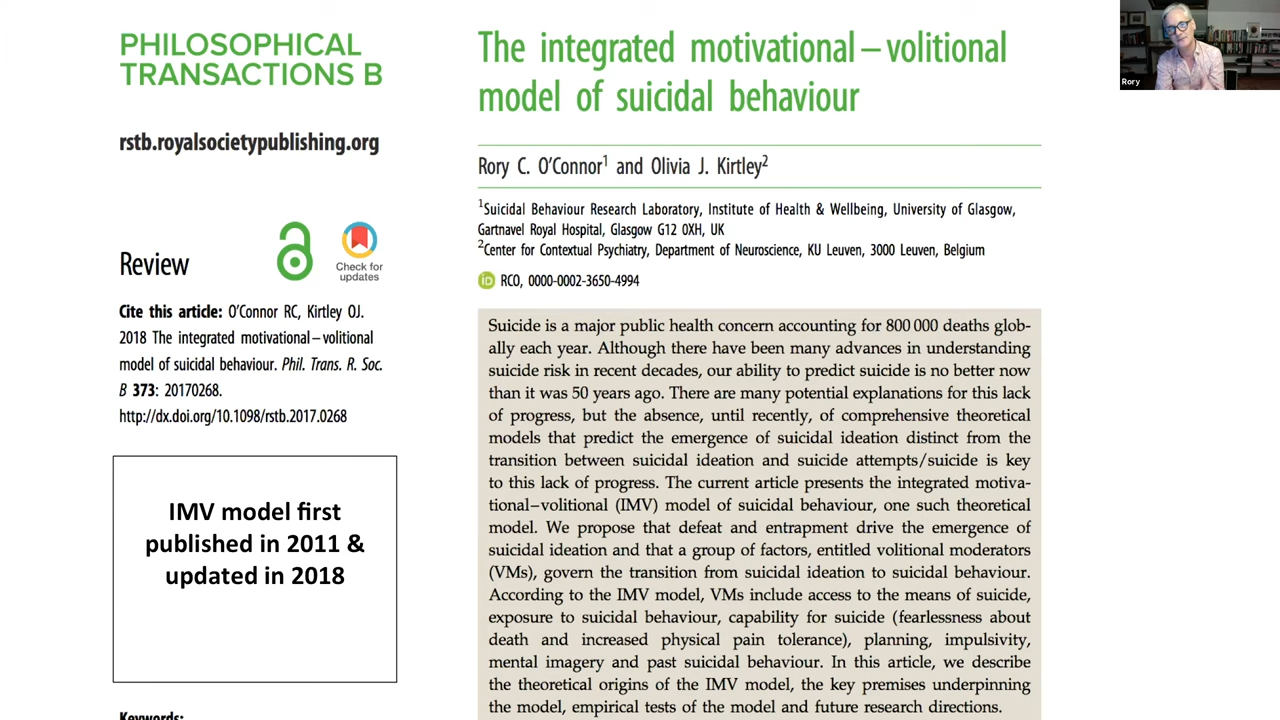 PHILOSOPHICAL
TRANSACTIONS B
rstb.royalsocietypublishing.org
Review
Check for
updates
Cite this article: O'Connor RC, Kirtley OJ.
2018 The integrated motivational–volitional
model of suicidal behaviour. Phil. Trans. R. Soc.
B 373: 20170268.
http://dx.doi.org/10.1098/rstb.2017.0268
IMV model first
published in 2011 &
updated in 2018
Keywords:
The integrated motivational–volitional
model of suicidal behaviour
Rory C. O'Connor1 and Olivia J. Kirtley2
1Suicidal Behaviour Research Laboratory, Institute of Health & Wellbeing, University of Glasgow,
Gartnavel Royal Hospital, Glasgow G12 0XH, UK
2Center for Contextual Psychiatry, Department of Neuroscience, KU Leuven, 3000 Leuven, Belgium
iD RCO, 0000-0002-3650-4994
Suicide is a major public health concern accounting for 800 000 deaths glob-
ally each year. Although there have been many advances in understanding
suicide risk in recent decades, our ability to predict suicide is no better now
than it was 50 years ago. There are many potential explanations for this lack
of progress, but the absence, until recently, of comprehensive theoretical
models that predict the emergence of suicidal ideation distinct from the
transition between suicidal ideation and suicide attempts/suicide is key
to this lack of progress. The current article presents the integrated motiva-
tional–volitional (IMV) model of suicidal behaviour, one such theoretical
model. We propose that defeat and entrapment drive the emergence of
suicidal ideation and that a group of factors, entitled volitional moderators
(VMs), govern the transition from suicidal ideation to suicidal behaviour.
According to the IMV model, VMs include access to the means of suicide,
exposure to suicidal behaviour, capability for suicide (fearlessness about
death and increased physical pain tolerance), planning, impulsivity,
mental imagery and past suicidal behaviour. In this article, we describe
the theoretical origins of the IMV model, the key premises underpinning
the model, empirical tests of the model and future research directions.
Rory